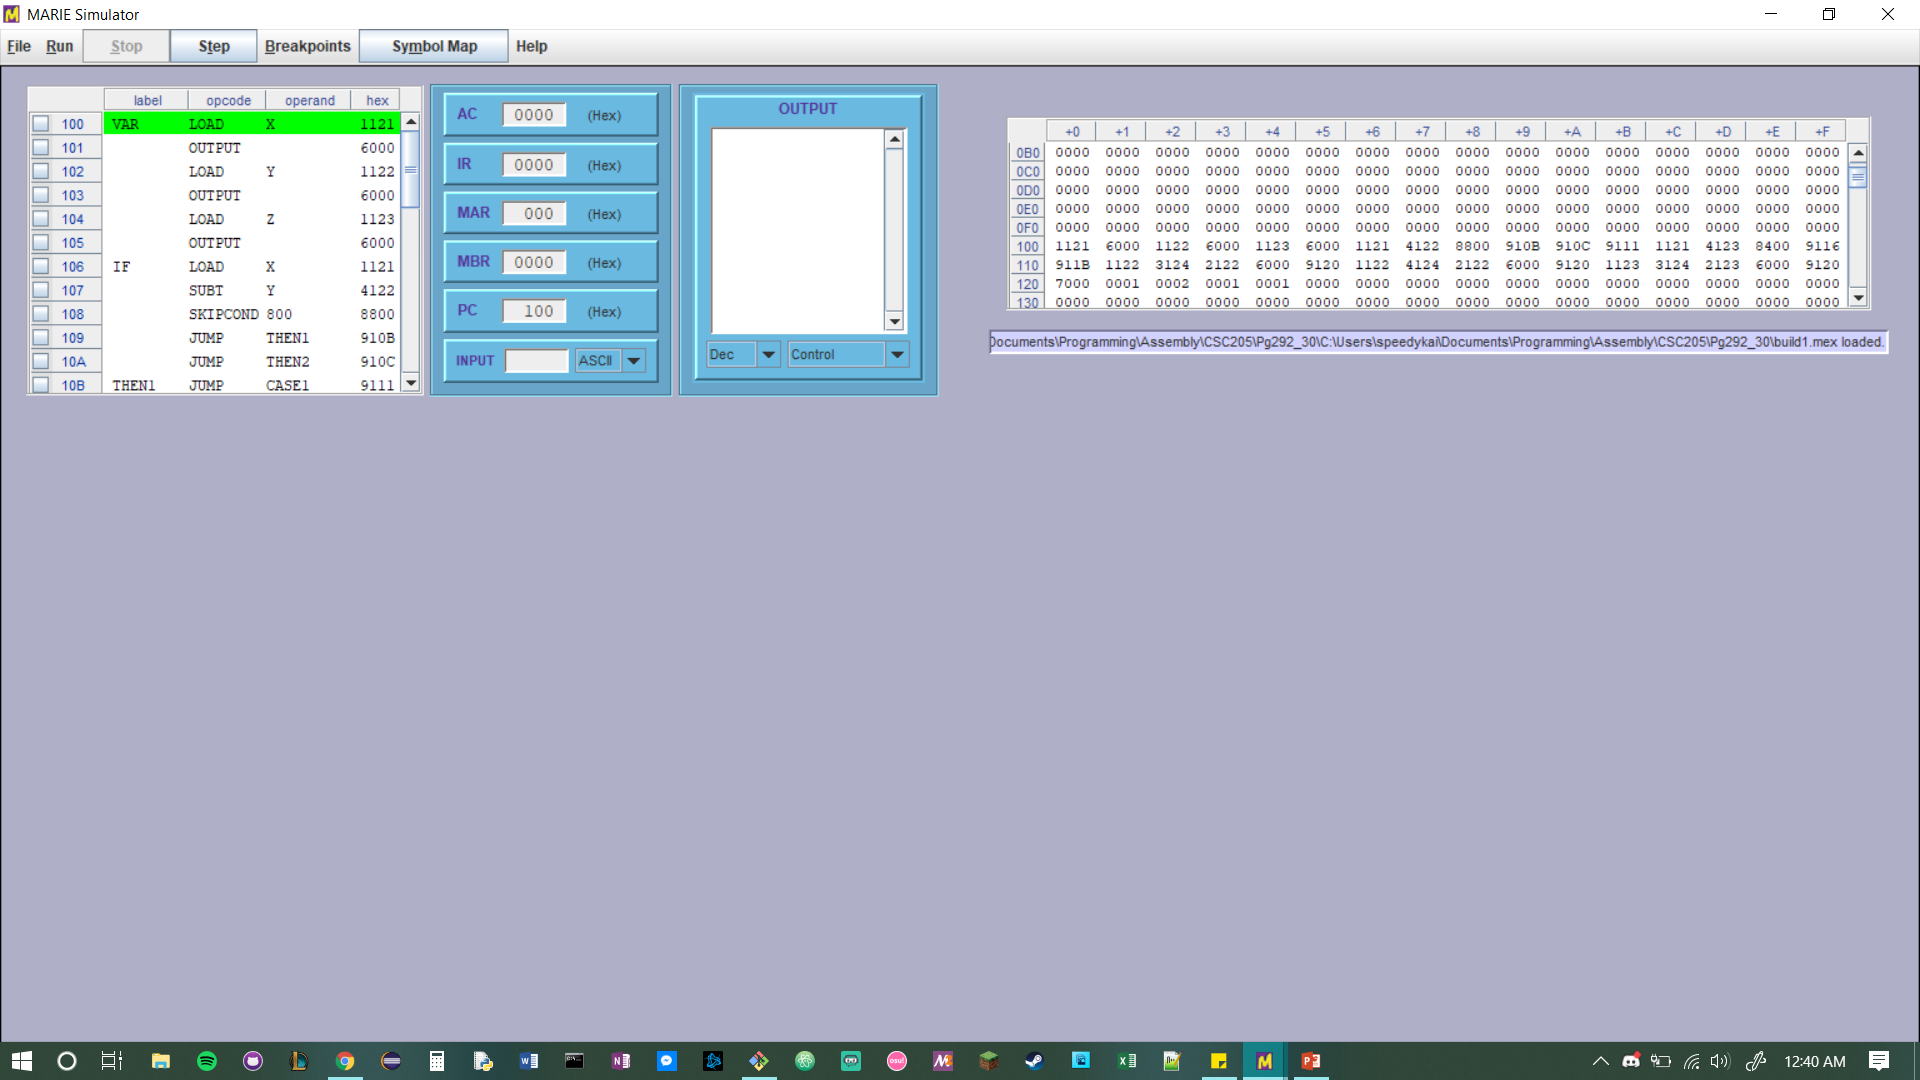 MARIE Simulator
File Run Stop Step Breakpoints Symbol Map Help
label opcode operand hex
100 VAR LOAD X 1121
101 OUTPUT 6000
102 LOAD Y 1122
103 OUTPUT 6000
104 LOAD Z 1123
105 OUTPUT 6000
106 IF LOAD X 1121
107 SUBT Y 4122
108 SKIPCOND 800 8800
109 JUMP THEN1 910B
10A JUMP THEN2 910C
10B THEN1 JUMP CASE1 9111
AC 0000 (Hex)
IR 0000 (Hex)
MAR 000 (Hex)
MBR 0000 (Hex)
PC 100 (Hex)
INPUT ASCII
OUTPUT
Dec Control
+0 +1 +2 +3 +4 +5 +6 +7 +8 +9 +A +B +C +D +E +F
0B0 0000 0000 0000 0000 0000 0000 0000 0000 0000 0000 0000 0000 0000 0000 0000 0000
0C0 0000 0000 0000 0000 0000 0000 0000 0000 0000 0000 0000 0000 0000 0000 0000 0000
0D0 0000 0000 0000 0000 0000 0000 0000 0000 0000 0000 0000 0000 0000 0000 0000 0000
0E0 0000 0000 0000 0000 0000 0000 0000 0000 0000 0000 0000 0000 0000 0000 0000 0000
0F0 0000 0000 0000 0000 0000 0000 0000 0000 0000 0000 0000 0000 0000 0000 0000 0000
100 1121 6000 1122 6000 1123 6000 1121 4122 8800 910B 910C 9111 1121 4123 8400 9116
110 911B 1122 3124 2122 6000 9120 1122 4124 2122 6000 9120 1123 3124 2123 6000 9120
120 7000 0001 0002 0001 0001 0000 0000 0000 0000 0000 0000 0000 0000 0000 0000 0000
130 0000 0000 0000 0000 0000 0000 0000 0000 0000 0000 0000 0000 0000 0000 0000 0000
Documents\Programming\Assembly\CSC205\Pg292_30\C:\Users\speedykai\Documents\Programming\Assembly\CSC205\Pg292_30\build1.mex loaded.
12:40 AM